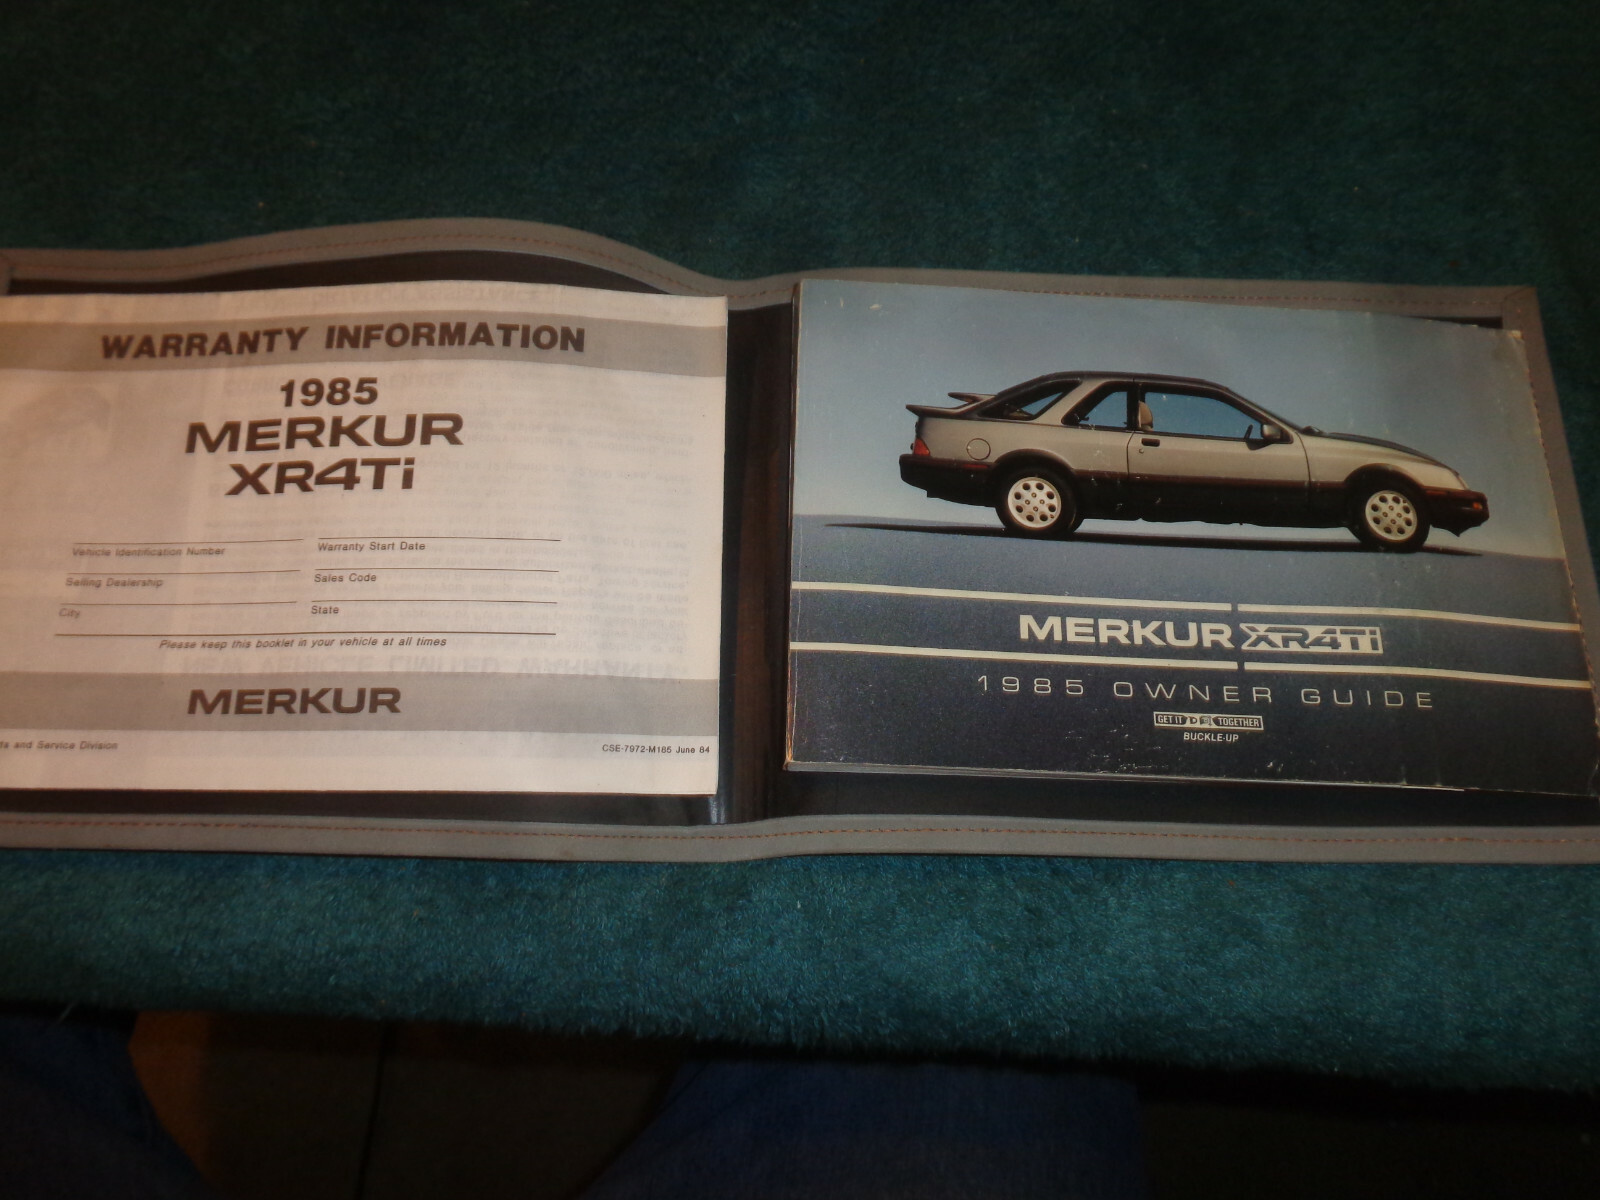 WARRANTY INFORMATION
1985
MERKUR
XR4Ti
Vehicle Identification Number
Warranty Start Date
Selling Dealership
Sales Code
City
State
Please keep this booklet in your vehicle at all times
MERKUR
and Service Division
CSE-7972-M185 June 84
MERKUR XR4Ti
1985 OWNER GUIDE
GET IT TOGETHER
BUCKLE-UP